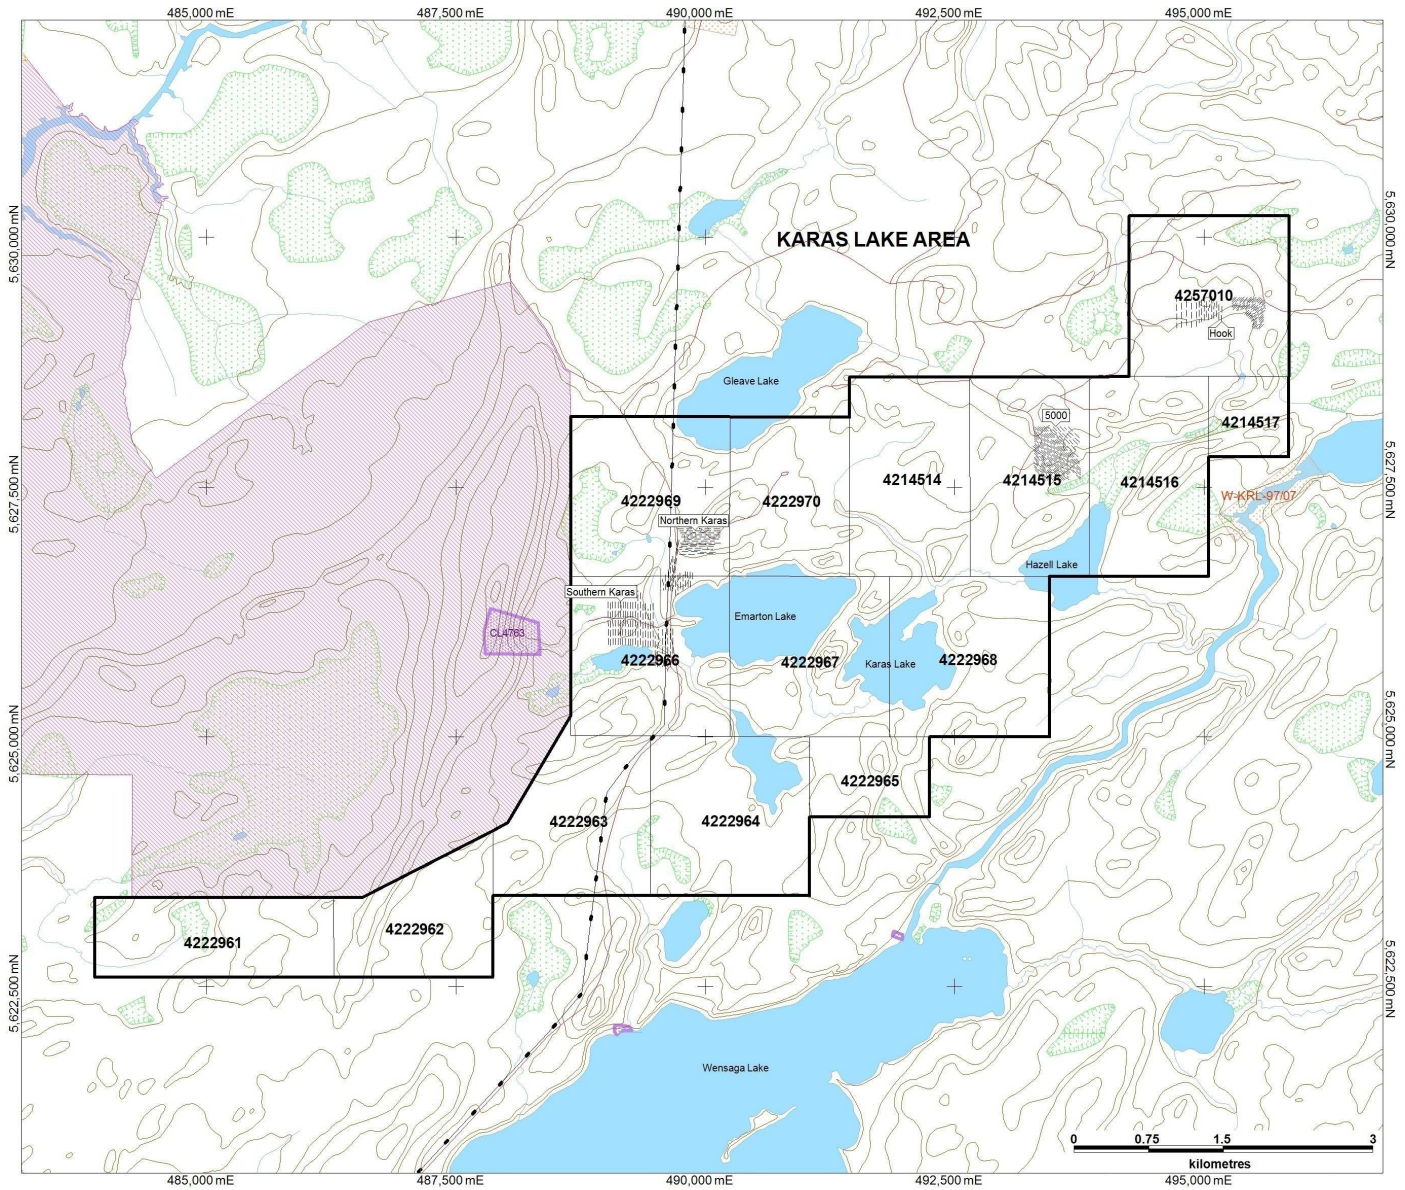 485,000 mE
487,500 mE
490,000 mE
492,500 mE
495,000 mE
5,630,000 mN
5,630,000 mN
KARAS LAKE AREA
4257010
Hook
Gleave Lake
5000
4214517
5,627,500 mN
5,627,500 mN
4222969
4222970
4214514
4214515
4214516
W-KRL-97/07
Northern Karas
Hazell Lake
Southern Karas
Emarton Lake
CL4763
4222966
4222967
Karas Lake
4222968
5,625,000 mN
5,625,000 mN
4222965
4222963
4222964
4222961
4222962
5,622,500 mN
5,622,500 mN
Wensaga Lake
0 0.75 1.5 3
kilometres
485,000 mE
487,500 mE
490,000 mE
492,500 mE
495,000 mE